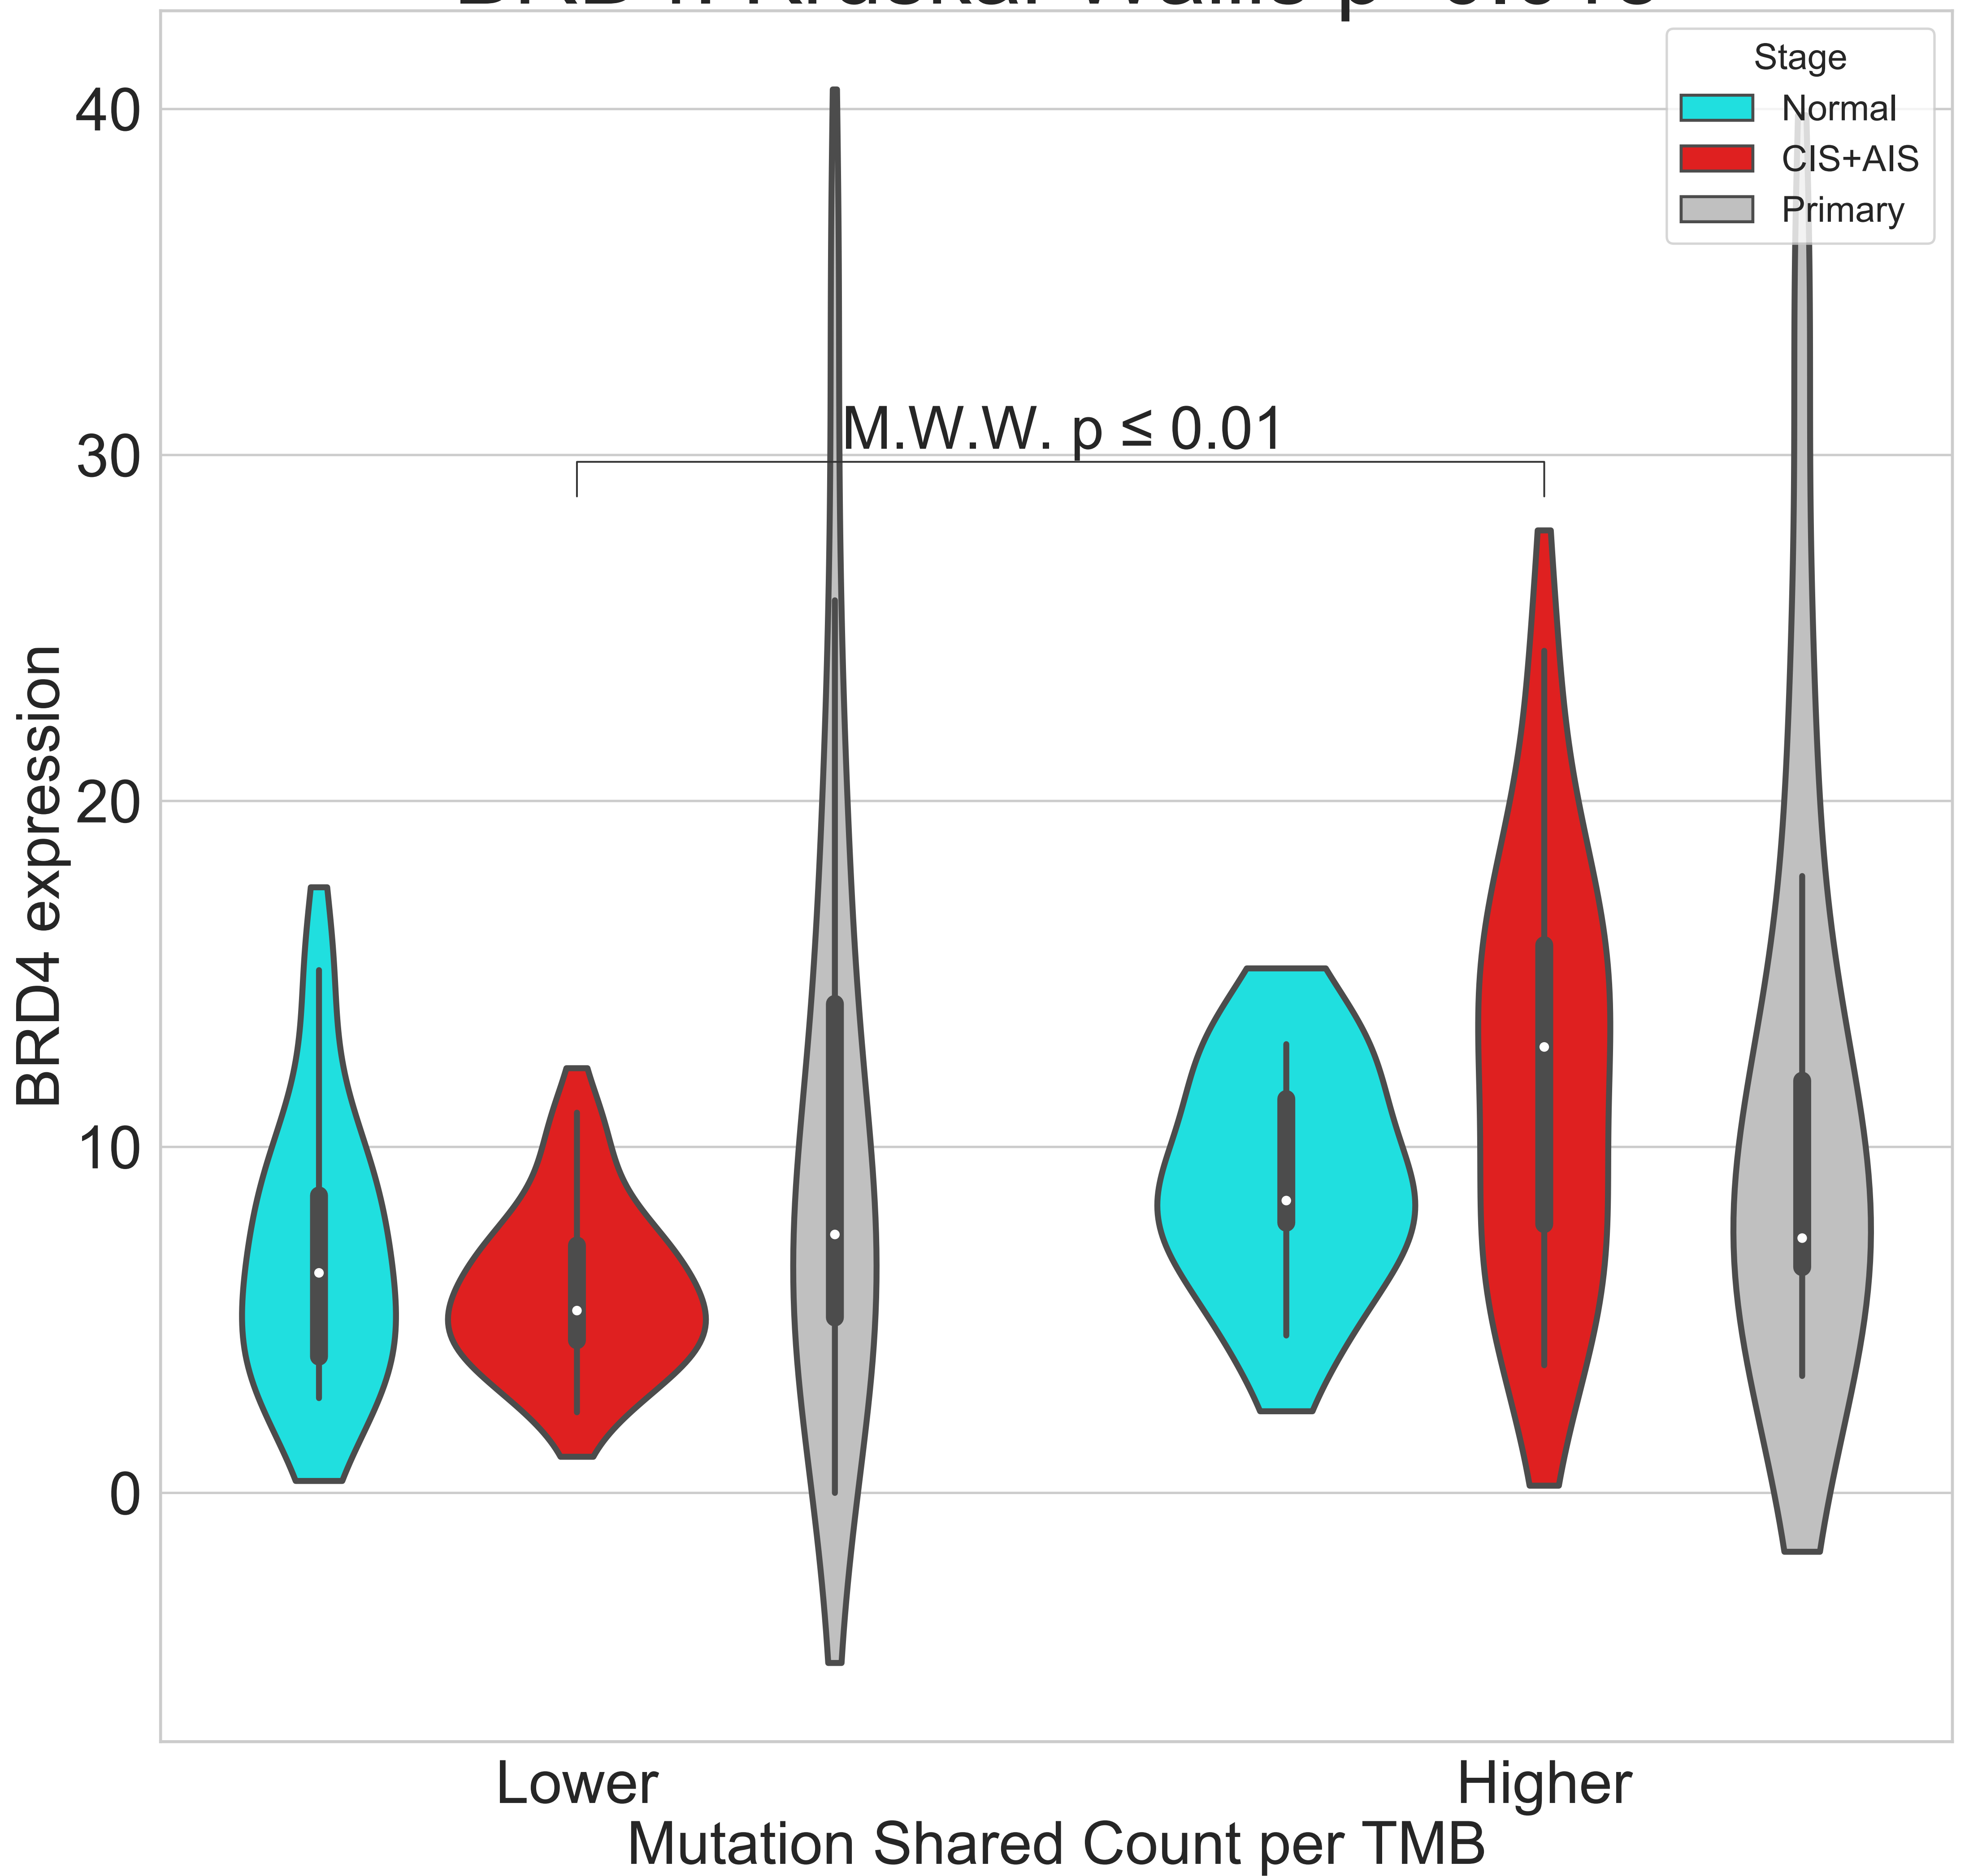 40
30
20
10
0
BRD4 expression
Stage
Normal
CIS+AIS
Primary
M.W.W. p ≤ 0.01
Lower
Higher
Mutation Shared Count per TMB